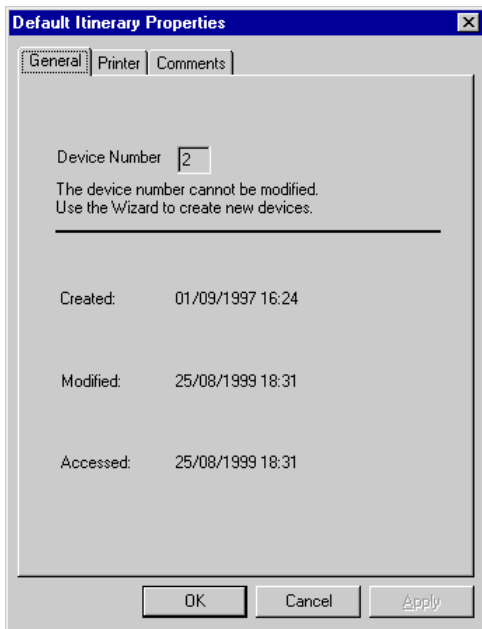 Default Itinerary Properties
General Printer Comments
Device Number 2
The device number cannot be modified.
Use the Wizard to create new devices.
Created: 01/09/1997 16:24
Modified: 25/08/1999 18:31
Accessed: 25/08/1999 18:31
OK Cancel Apply